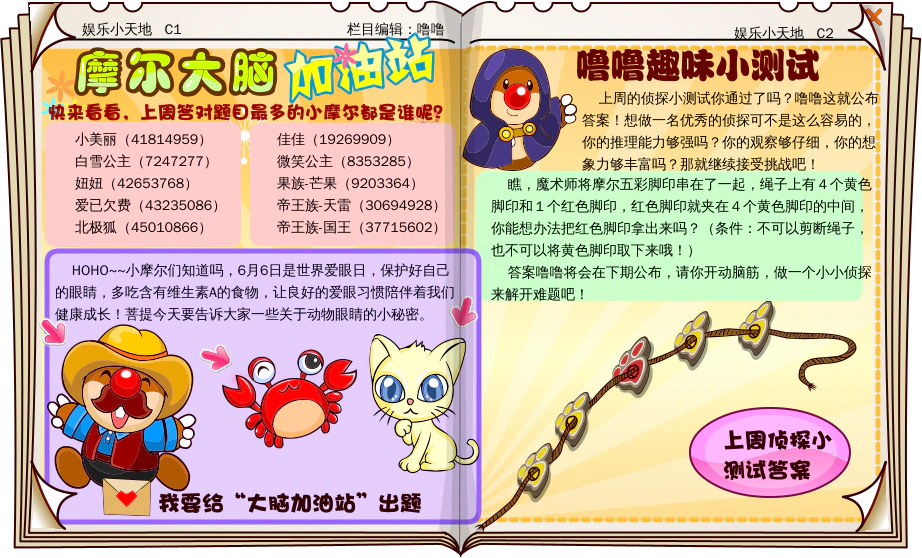 娱乐小天地 C1
栏目编辑：噜噜
摩尔大脑 加油站
快来看看，上周答对题目最多的小摩尔都是谁呢？
小美丽（41814959）
白雪公主（7247277）
妞妞（42653768）
爱已欠费（43235086）
北极狐（45010866）
佳佳（19269909）
微笑公主（8353285）
果族-芒果（9203364）
帝王族-天雷（30694928）
帝王族-国王（37715602）
HOHO~~小摩尔们知道吗，6月6日是世界爱眼日，保护好自己
的眼睛，多吃含有维生素A的食物，让良好的爱眼习惯陪伴着我们
健康成长！菩提今天要告诉大家一些关于动物眼睛的小秘密。
我要给“大脑加油站”出题
娱乐小天地 C2
噜噜趣味小测试
上周的侦探小测试你通过了吗？噜噜这就公布
答案！想做一名优秀的侦探可不是这么容易的，
你的推理能力够强吗？你的观察够仔细，你的想
象力够丰富吗？那就继续接受挑战吧！
瞧，魔术师将摩尔五彩脚印串在了一起，绳子上有４个黄色
脚印和１个红色脚印，红色脚印就夹在４个黄色脚印的中间，
你能想办法把红色脚印拿出来吗？（条件：不可以剪断绳子，
也不可以将黄色脚印取下来哦！）
答案噜噜将会在下期公布，请你开动脑筋，做一个小小侦探
来解开难题吧！
上周侦探小
测试答案